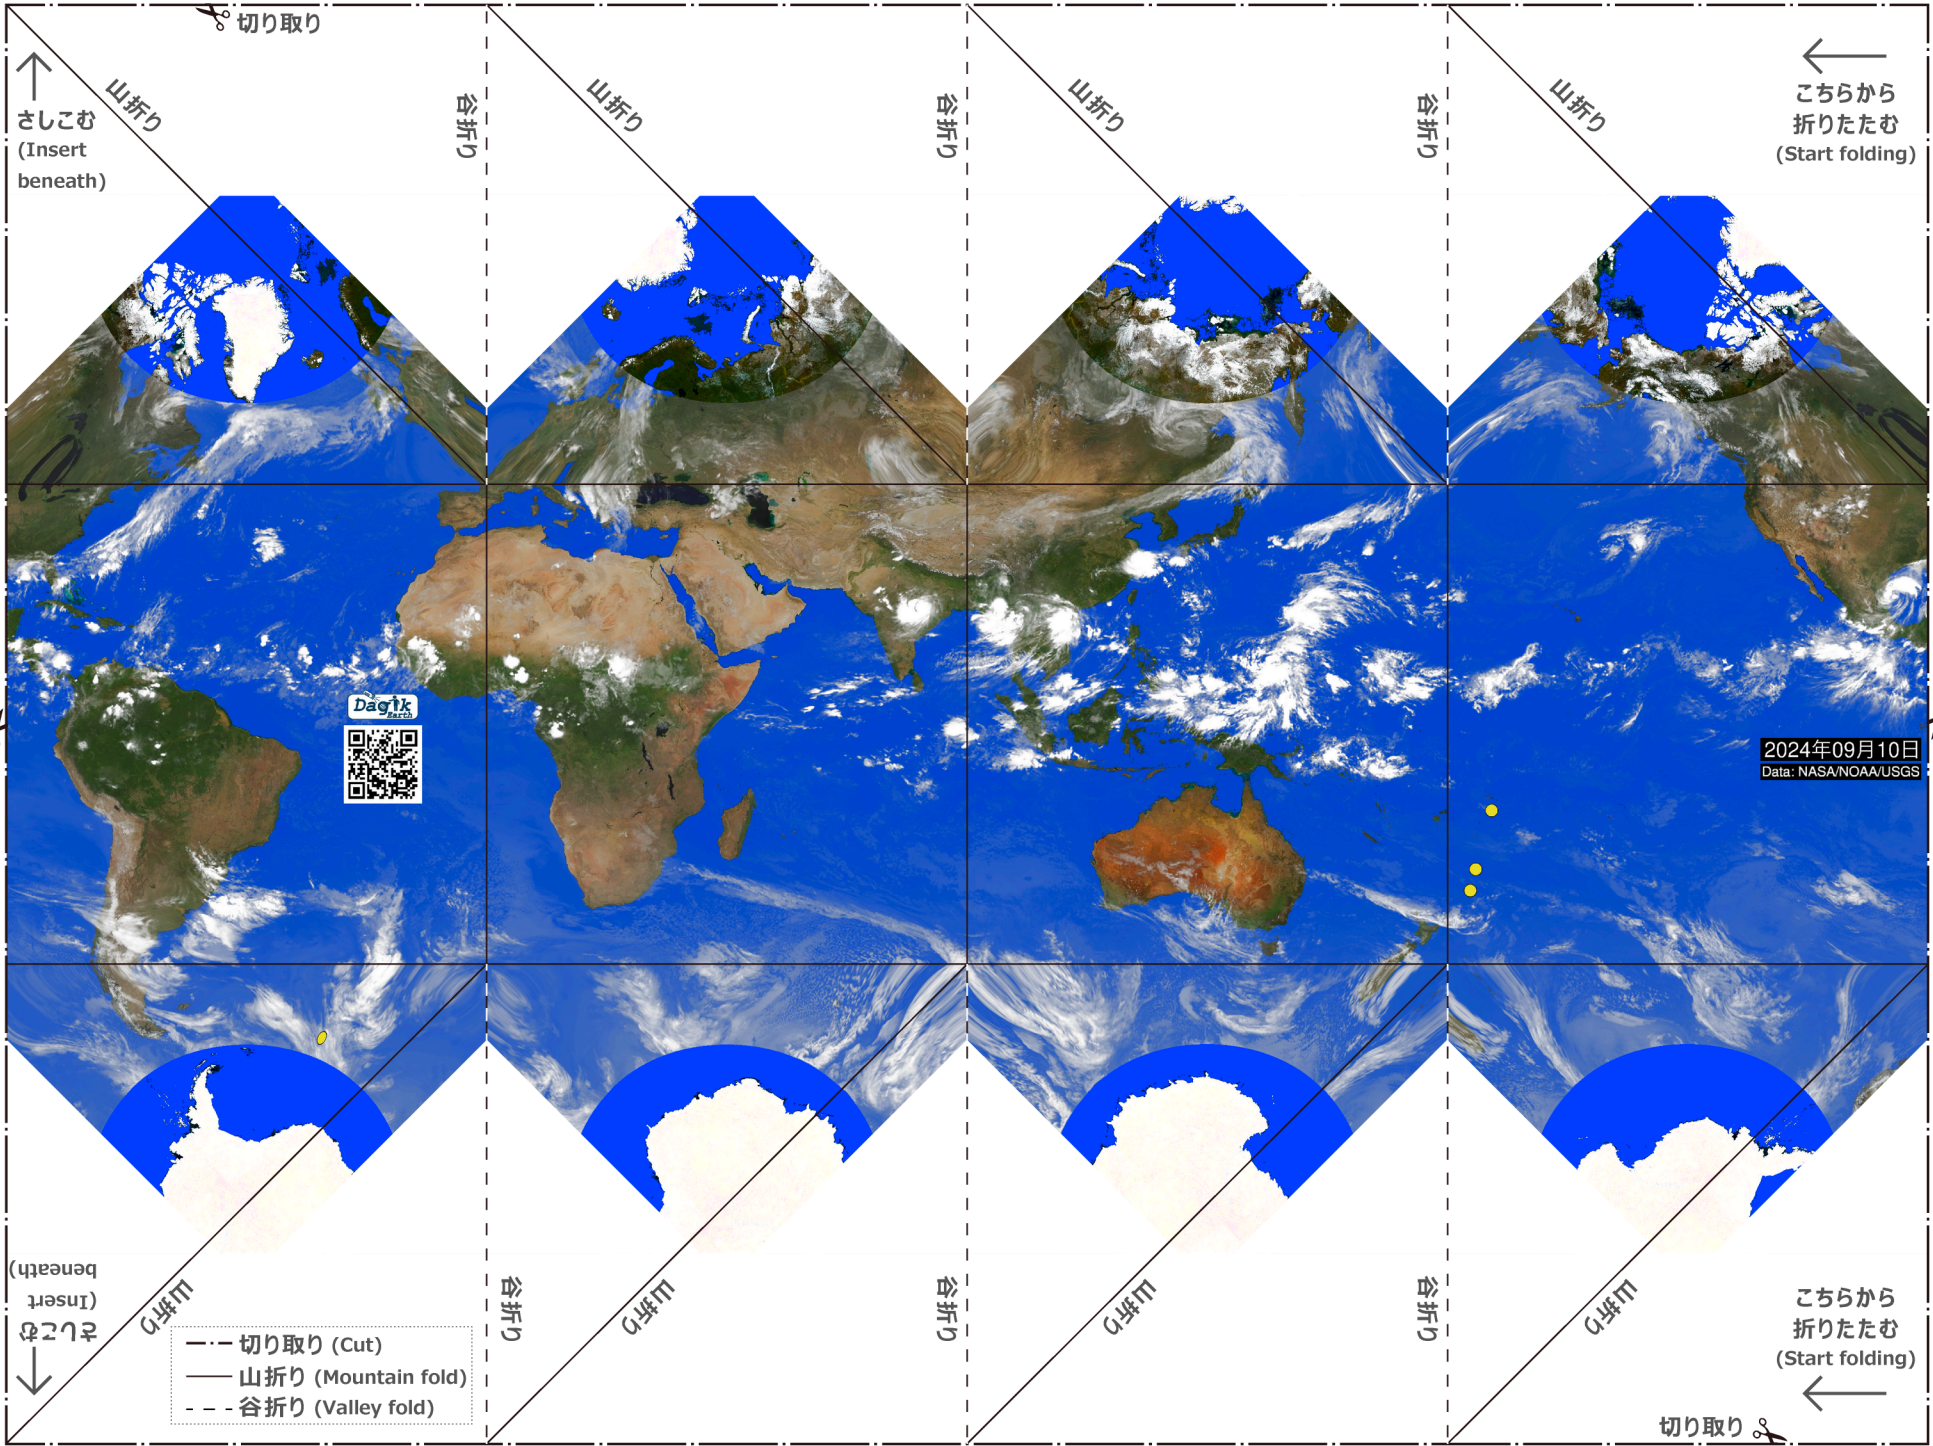 切り取り
山折り
谷折り
山折り
谷折り
山折り
谷折り
山折り
さしこむ
(Insert
beneath)
こちらから
折りたたむ
(Start folding)
Dagik
Earth
2024年09月10日
Data: NASA/NOAA/USGS
さしこむ
(Insert
beneath)
山折り
谷折り
山折り
谷折り
山折り
谷折り
山折り
こちらから
折りたたむ
(Start folding)
切り取り (Cut)
山折り (Mountain fold)
谷折り (Valley fold)
切り取り